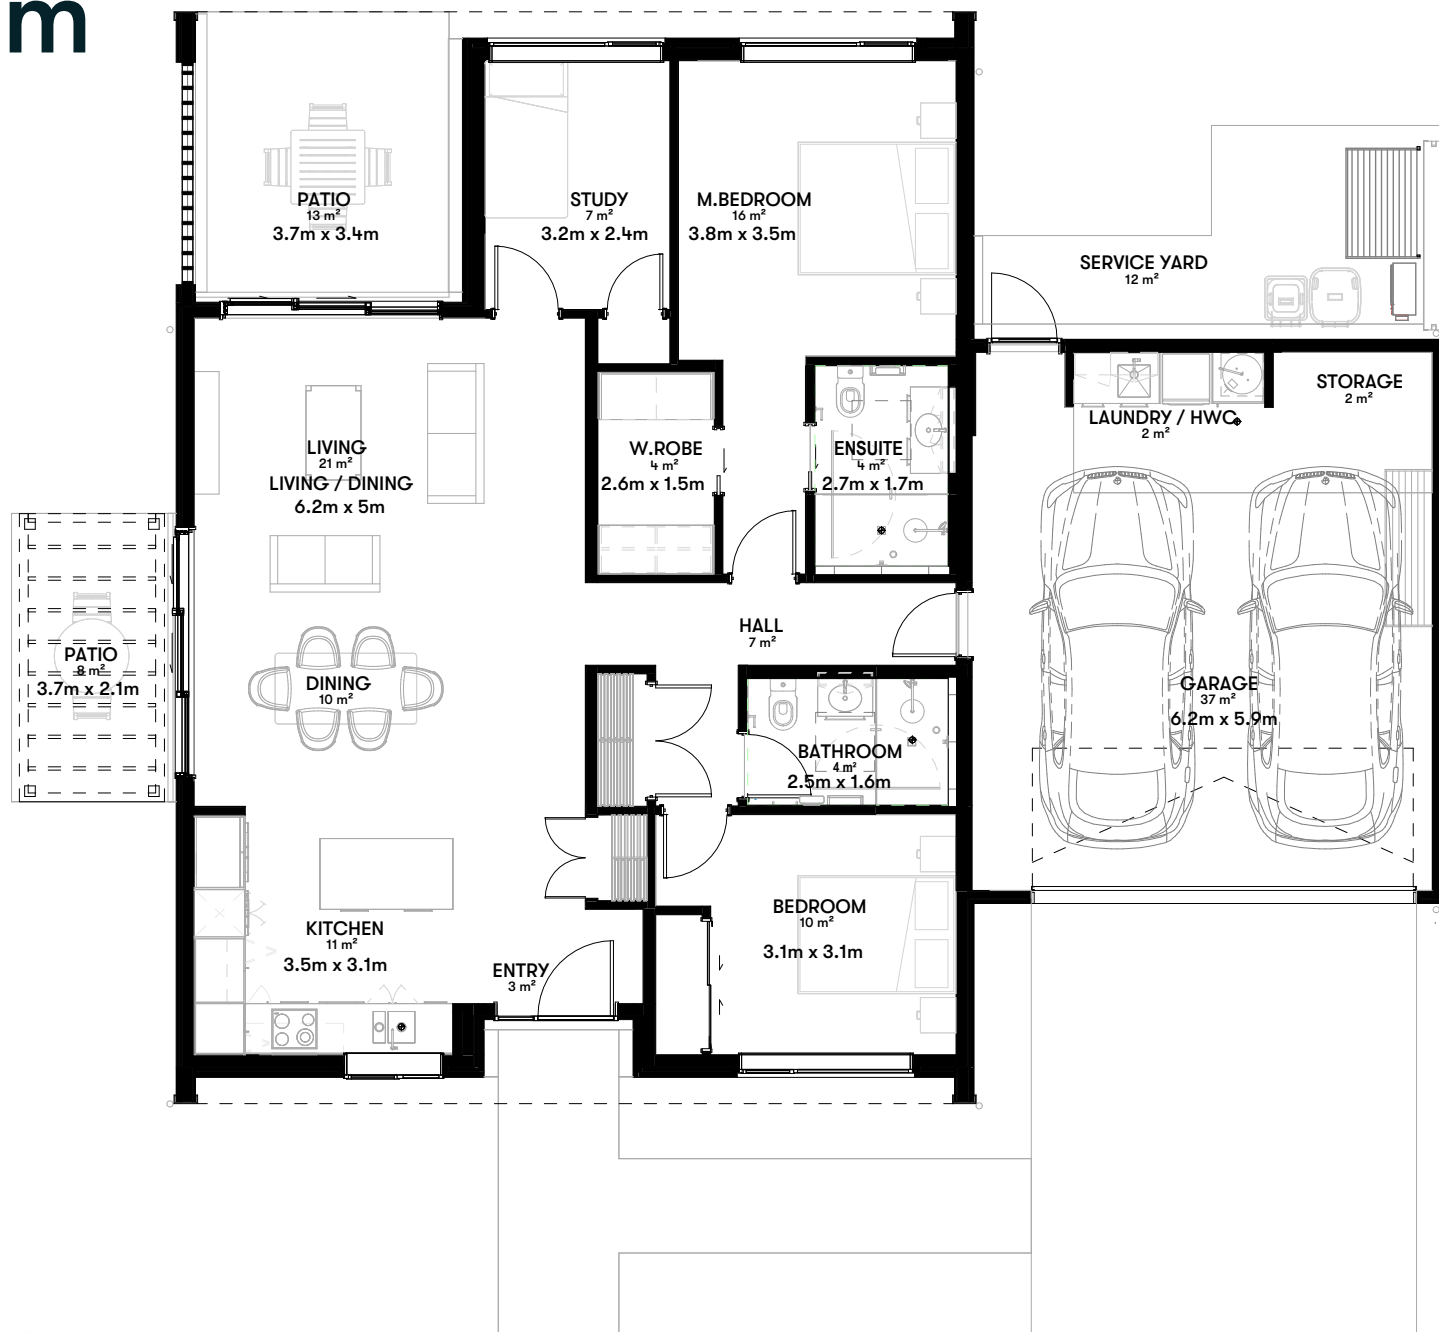 m
PATIO
13 m²
3.7m x 3.4m
STUDY
7 m²
3.2m x 2.4m
M.BEDROOM
16 m²
3.8m x 3.5m
SERVICE YARD
12 m²
STORAGE
2 m²
LAUNDRY / HWC
2 m²
LIVING
21 m²
LIVING / DINING
6.2m x 5m
W.ROBE
4 m²
2.6m x 1.5m
ENSUITE
4 m²
2.7m x 1.7m
HALL
7 m²
PATIO
8 m²
3.7m x 2.1m
DINING
10 m²
GARAGE
37 m²
6.2m x 5.9m
BATHROOM
4 m²
2.5m x 1.6m
KITCHEN
11 m²
3.5m x 3.1m
ENTRY
3 m²
BEDROOM
10 m²
3.1m x 3.1m